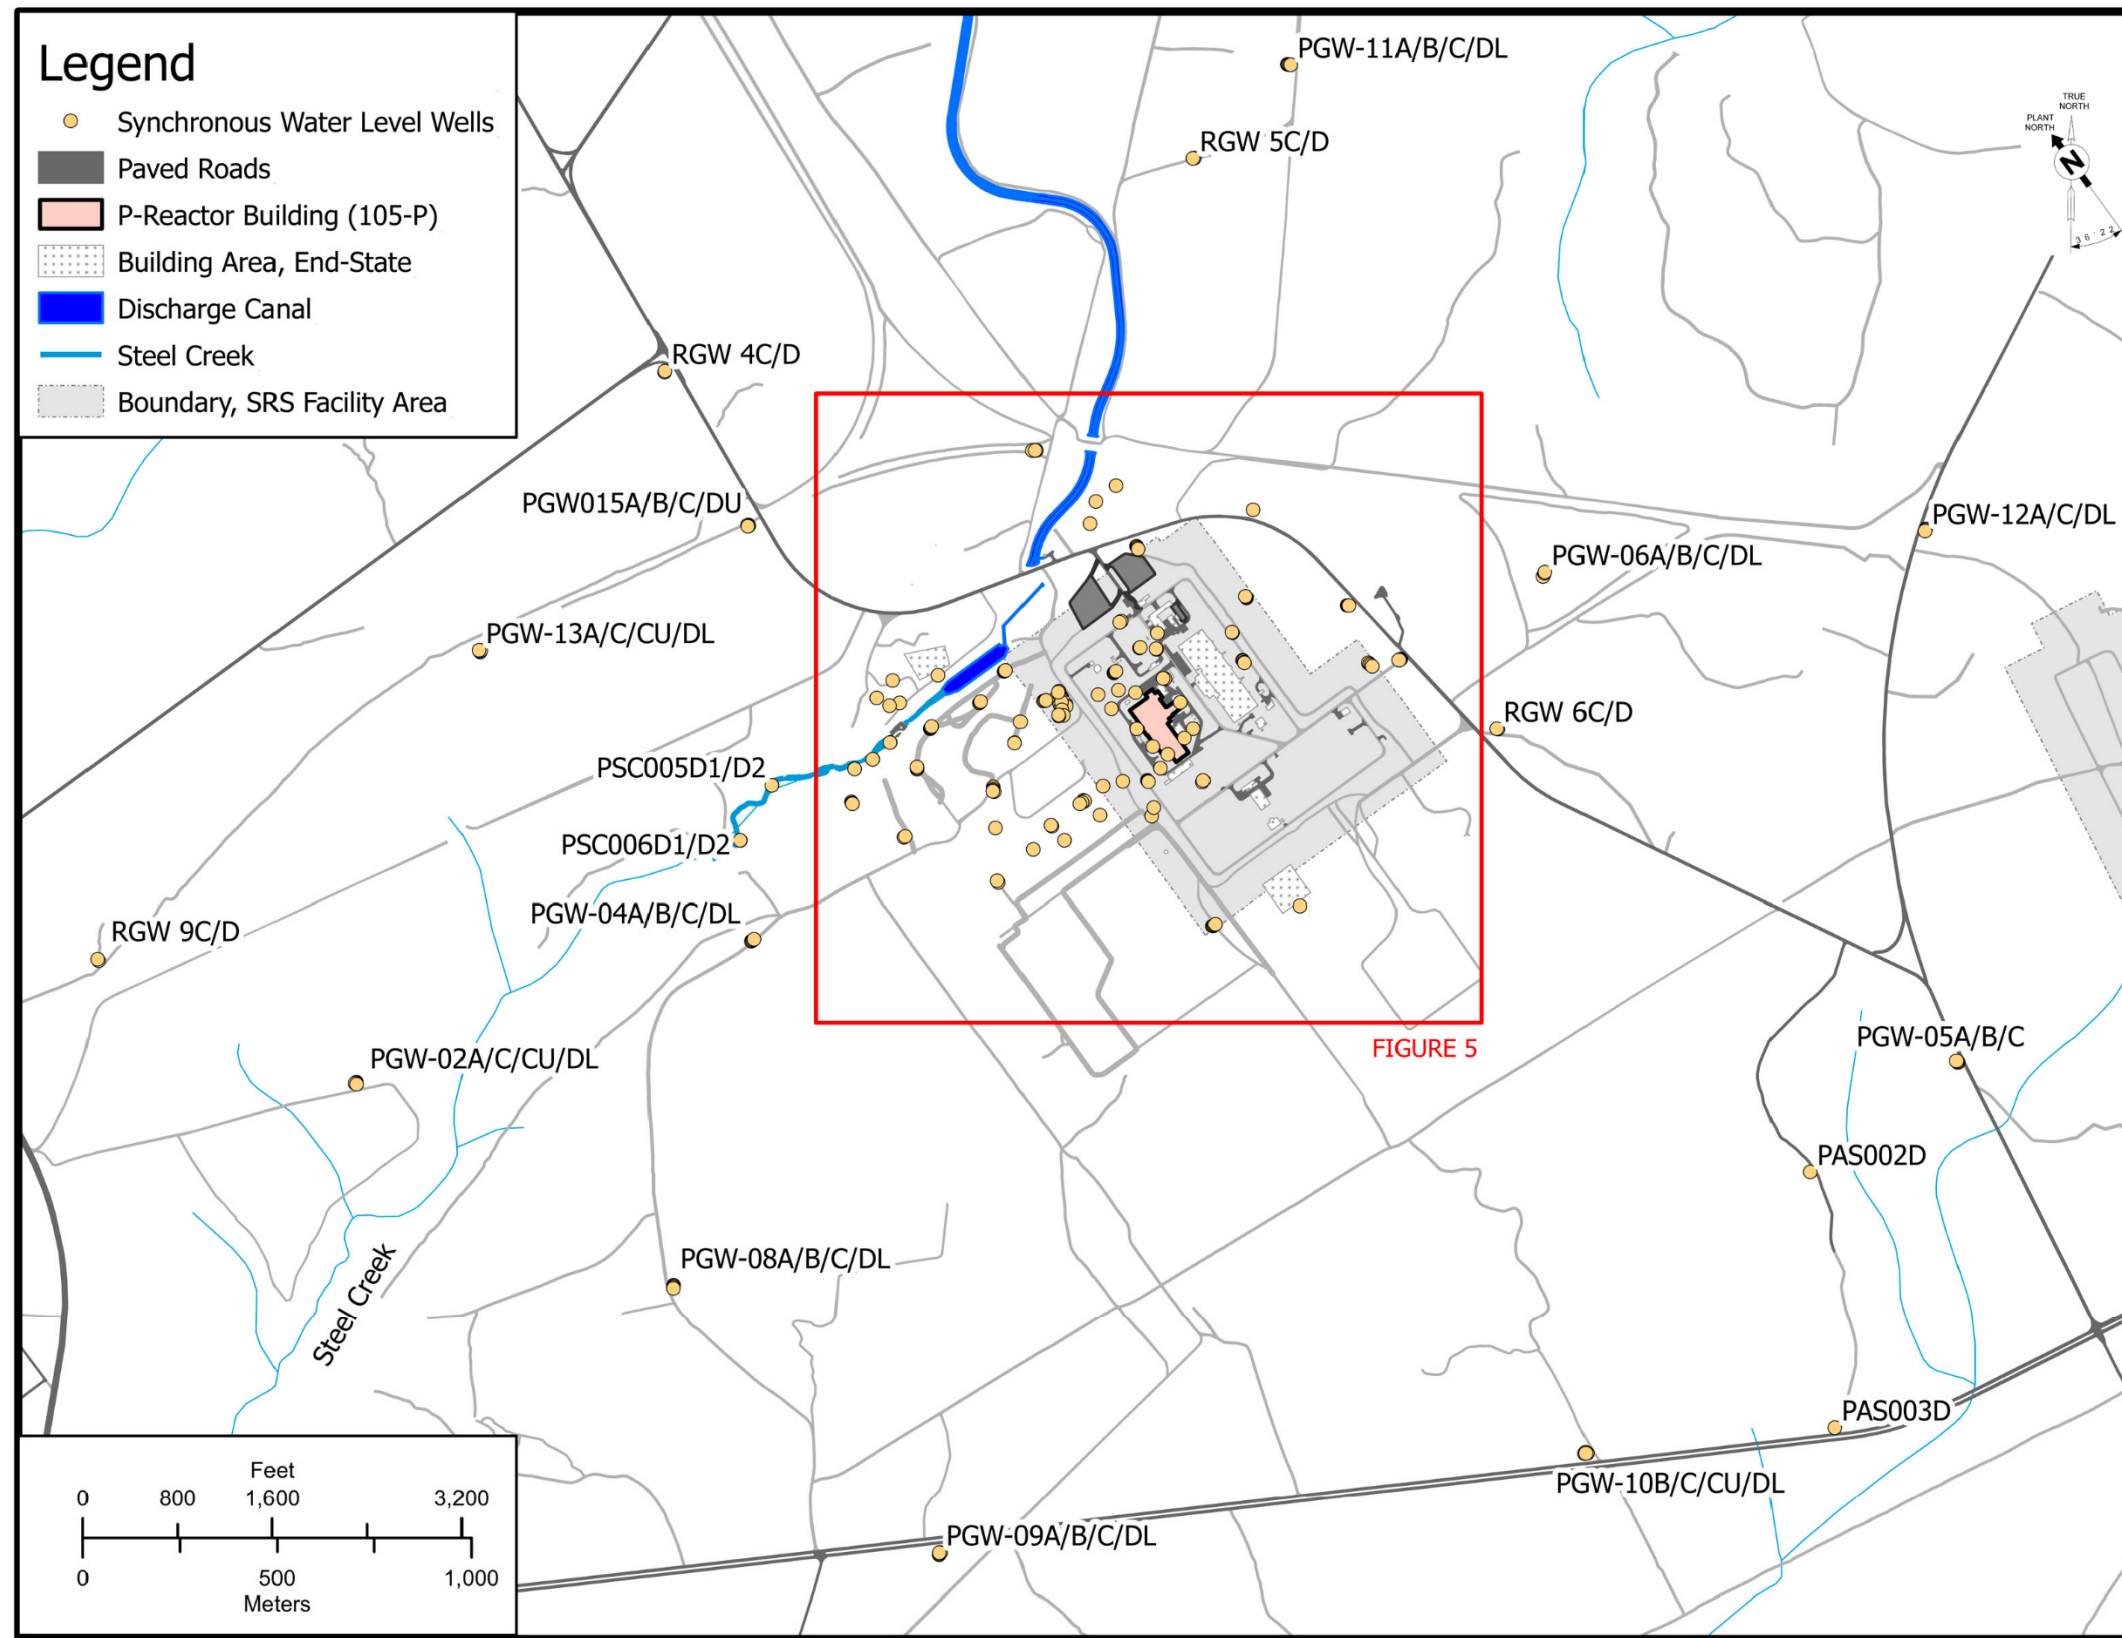 Legend
Synchronous Water Level Wells
Paved Roads
P-Reactor Building (105-P)
Building Area, End-State
Discharge Canal
Steel Creek
Boundary, SRS Facility Area
PGW-11A/B/C/DL
RGW 5C/D
TRUE
NORTH
PLANT
NORTH
N
36.22
RGW 4C/D
PGW015A/B/C/DU
PGW-12A/C/DL
PGW-06A/B/C/DL
PGW-13A/C/CU/DL
RGW 6C/D
PSC005D1/D2
PSC006D1/D2
PGW-04A/B/C/DL
RGW 9C/D
FIGURE 5
PGW-05A/B/C
PGW-02A/C/CU/DL
PAS002D
PGW-08A/B/C/DL
Steel Creek
PAS003D
PGW-10B/C/CU/DL
PGW-09A/B/C/DL
Feet
0 800 1,600 3,200
0 500 1,000
Meters